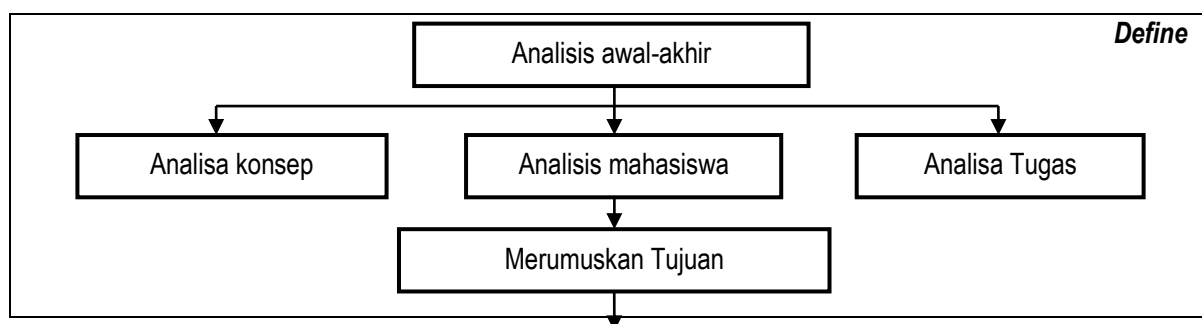 Define
Analisis awal-akhir
Analisa konsep
Analisis mahasiswa
Analisa Tugas
Merumuskan Tujuan